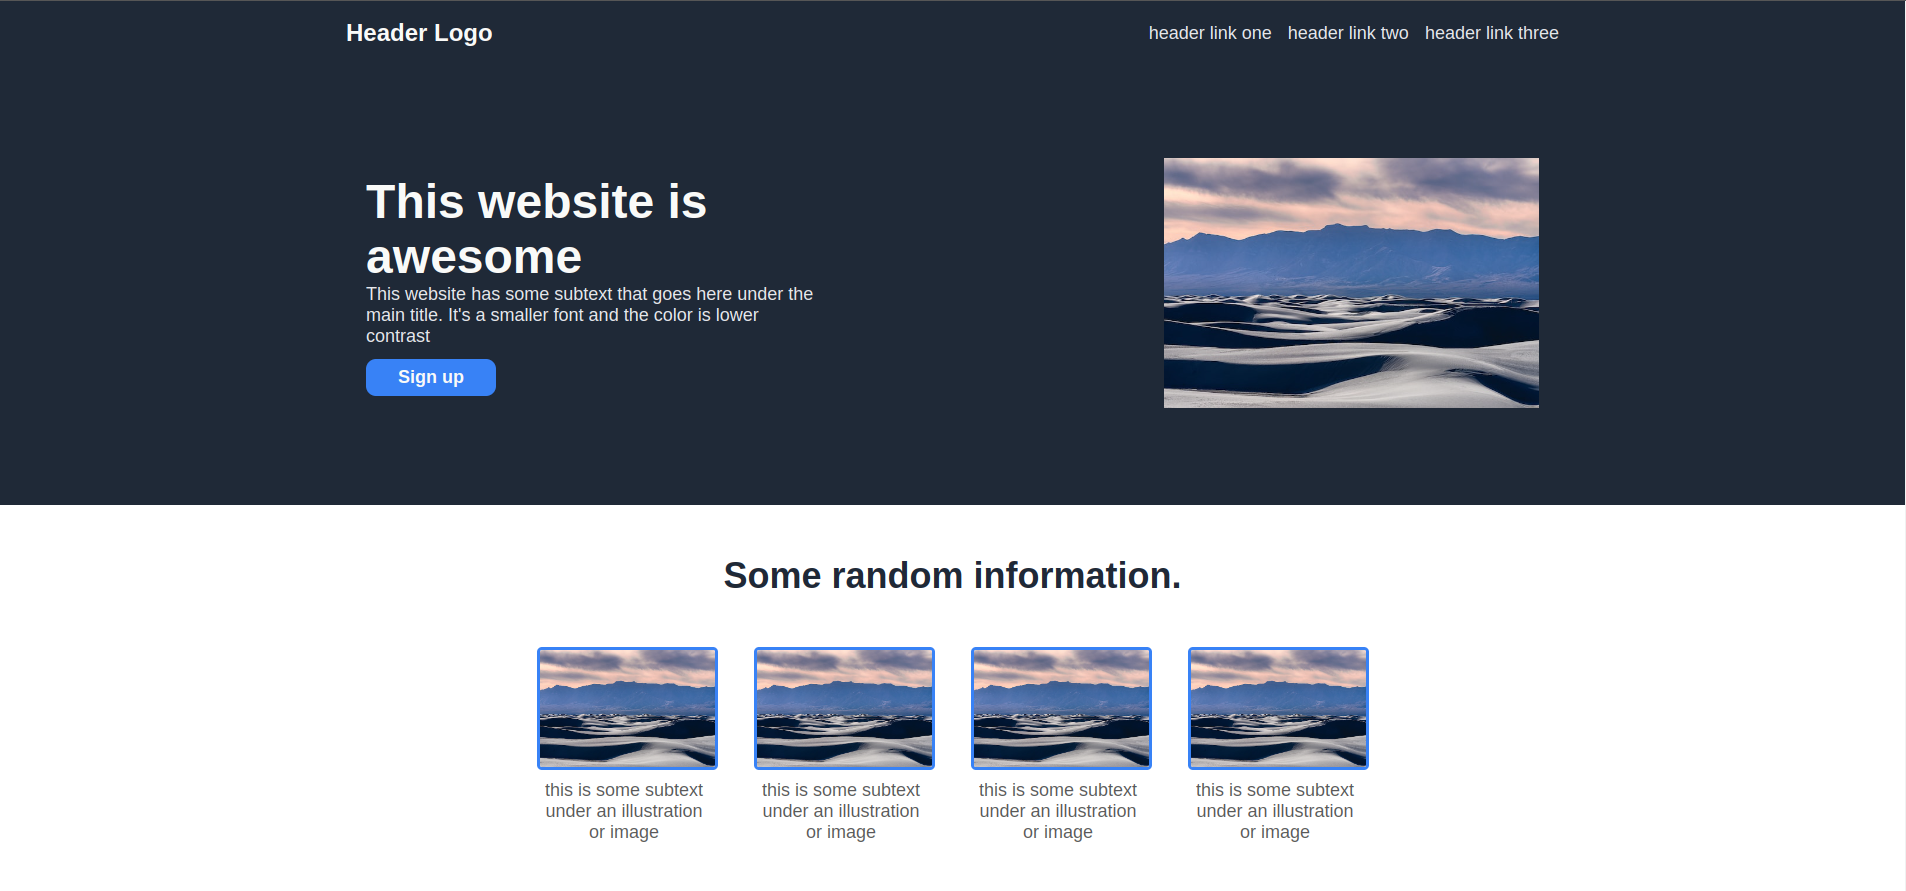 Header Logo
header link one header link two header link three
This website is
awesome
This website has some subtext that goes here under the
main title. It's a smaller font and the color is lower
contrast
Sign up
Some random information.
this is some subtext
under an illustration
or image
this is some subtext
under an illustration
or image
this is some subtext
under an illustration
or image
this is some subtext
under an illustration
or image